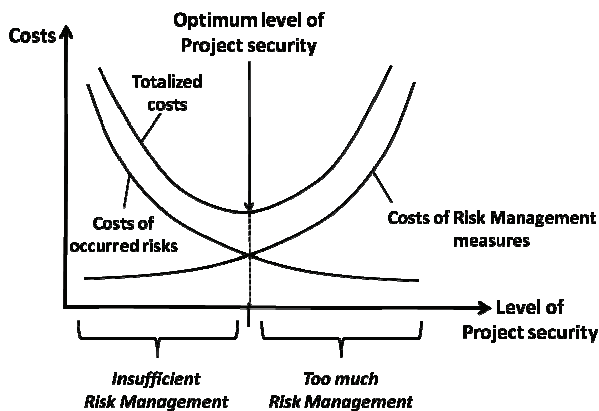 Optimum level of
Project security
Costs
Totalized
costs
Costs of
occurred risks
Costs of Risk Management
measures
Level of
Project security
Insufficient
Risk Management
Too much
Risk Management